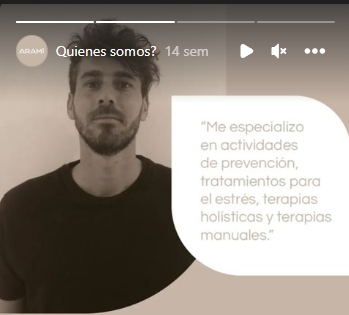 ARAMÍ
Quienes somos? 14 sem
“Me especializo
en actividades
de prevención,
tratamientos para
el estrés, terapias
holísticas y terapias
manuales.”